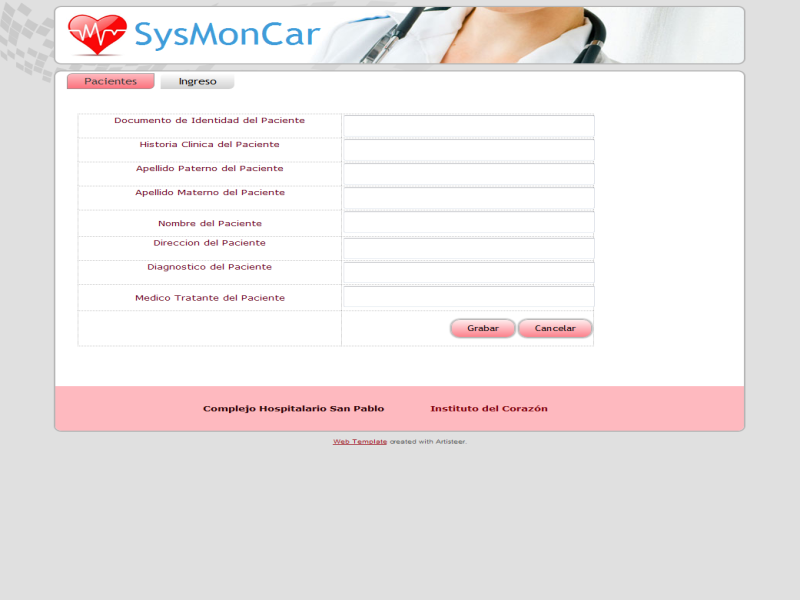 SysMonCar
Pacientes Ingreso
Documento de Identidad del Paciente
Historia Clinica del Paciente
Apellido Paterno del Paciente
Apellido Materno del Paciente
Nombre del Paciente
Direccion del Paciente
Diagnostico del Paciente
Medico Tratante del Paciente
Grabar Cancelar
Complejo Hospitalario San Pablo Instituto del Corazón
Web Template created with Artisteer.